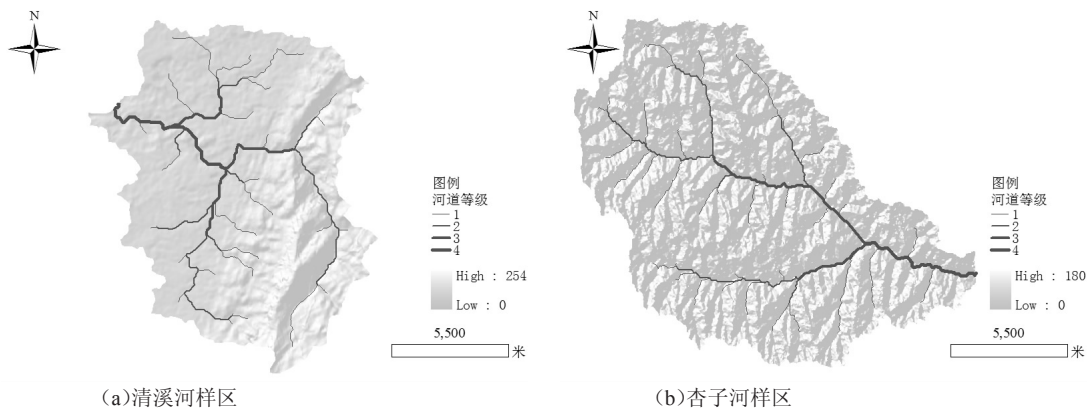 N
图例
河道等级
1
2
3
4
High : 254
Low : 0
5,500
米
(a)清溪河样区
N
图例
河道等级
1
2
3
4
High : 180
Low : 0
5,500
米
(b)杏子河样区